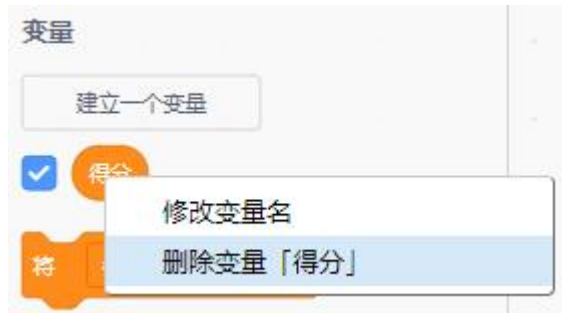 变量
建立一个变量
得分
修改变量名
将
删除变量「得分」